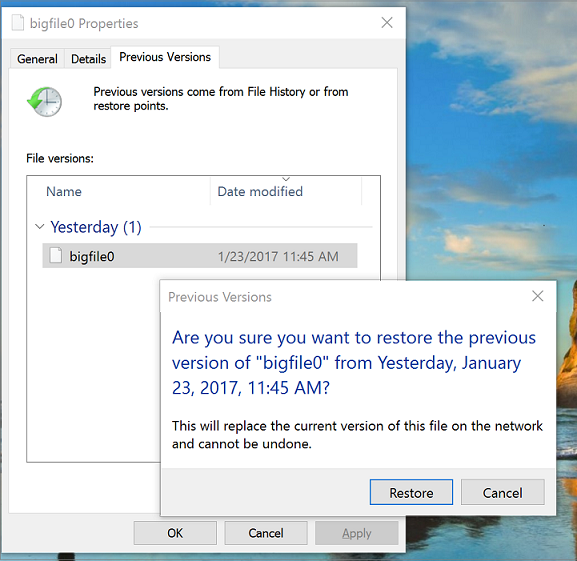 bigfile0 Properties
General
Details
Previous Versions
Previous versions come from File History or from
restore points.
File versions:
Name
Date modified
Yesterday (1)
bigfile0
1/23/2017 11:45 AM
Previous Versions
Are you sure you want to restore the previous
version of "bigfile0" from Yesterday, January
23, 2017, 11:45 AM?
This will replace the current version of this file on the network
and cannot be undone.
Restore
Cancel
OK
Cancel
Apply